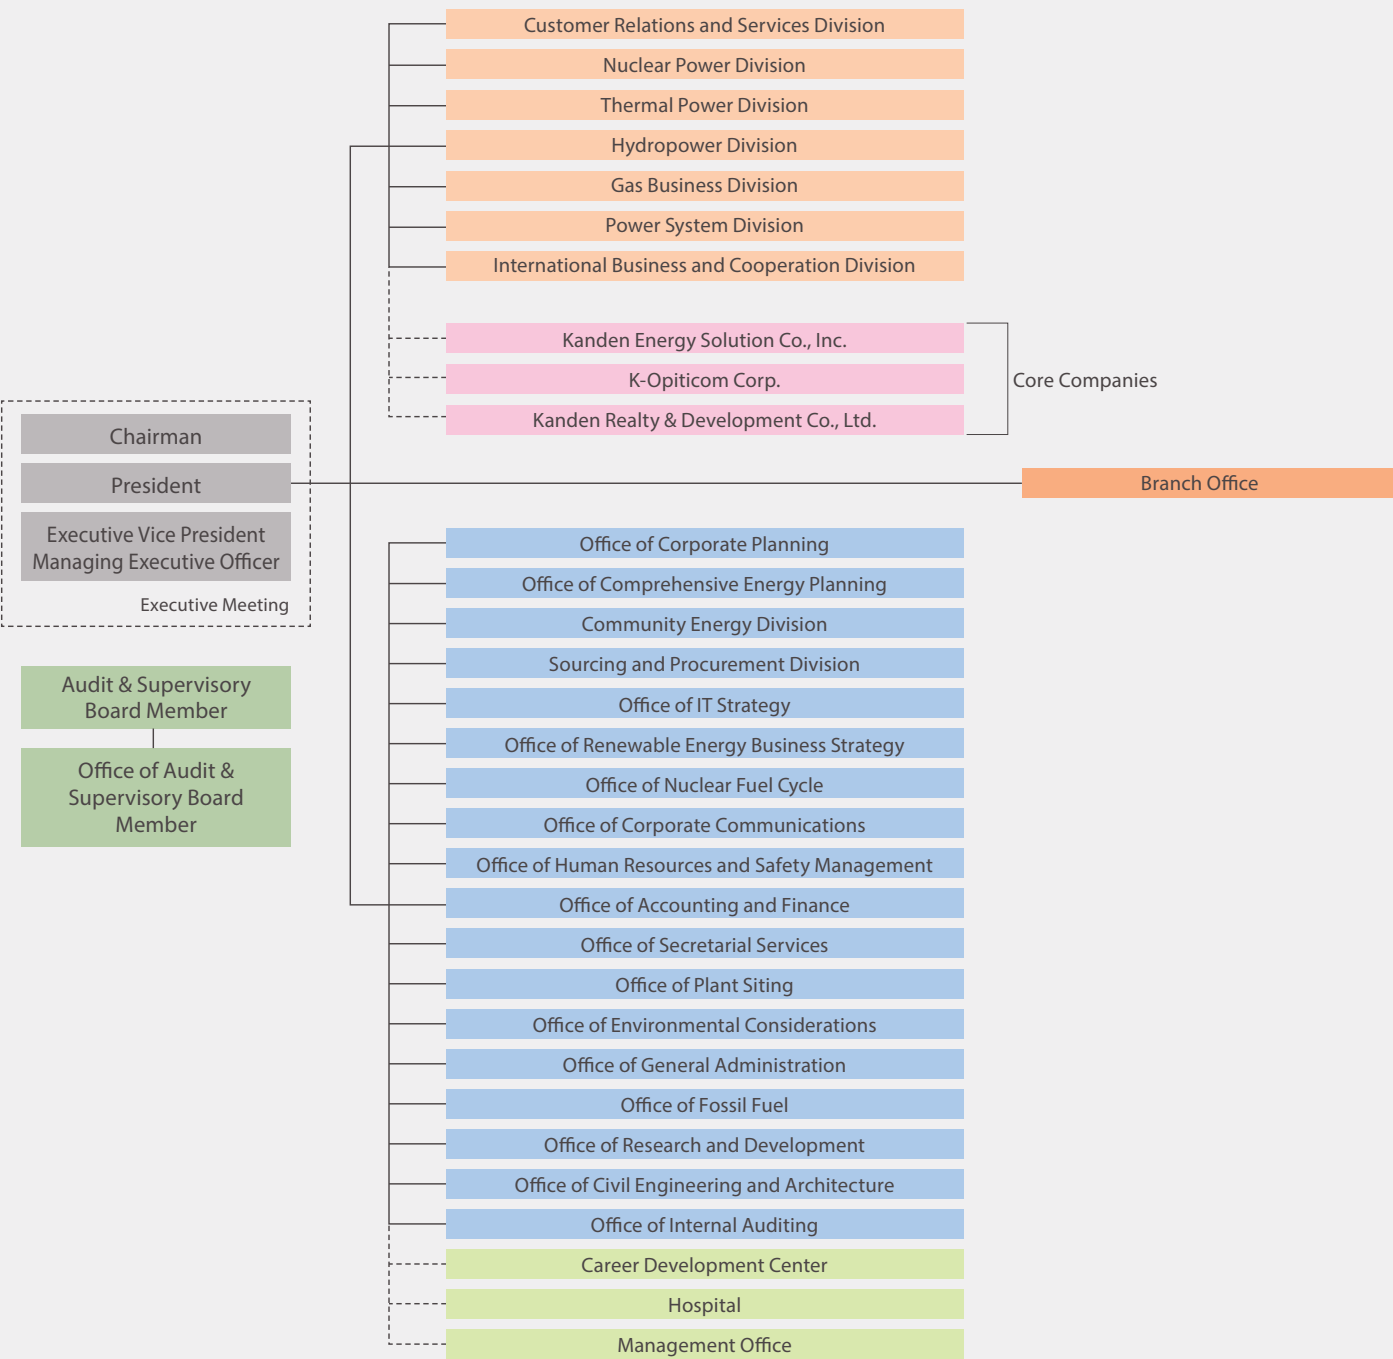 Customer Relations and Services Division
Nuclear Power Division
Thermal Power Division
Hydropower Division
Gas Business Division
Power System Division
International Business and Cooperation Division
Kanden Energy Solution Co., Inc.
K-Opiticom Corp.
Kanden Realty & Development Co., Ltd.
Core Companies
Chairman
President
Executive Vice President
Managing Executive Officer
Executive Meeting
Branch Office
Audit & Supervisory
Board Member
Office of Audit &
Supervisory Board
Member
Office of Corporate Planning
Office of Comprehensive Energy Planning
Community Energy Division
Sourcing and Procurement Division
Office of IT Strategy
Office of Renewable Energy Business Strategy
Office of Nuclear Fuel Cycle
Office of Corporate Communications
Office of Human Resources and Safety Management
Office of Accounting and Finance
Office of Secretarial Services
Office of Plant Siting
Office of Environmental Considerations
Office of General Administration
Office of Fossil Fuel
Office of Research and Development
Office of Civil Engineering and Architecture
Office of Internal Auditing
Career Development Center
Hospital
Management Office